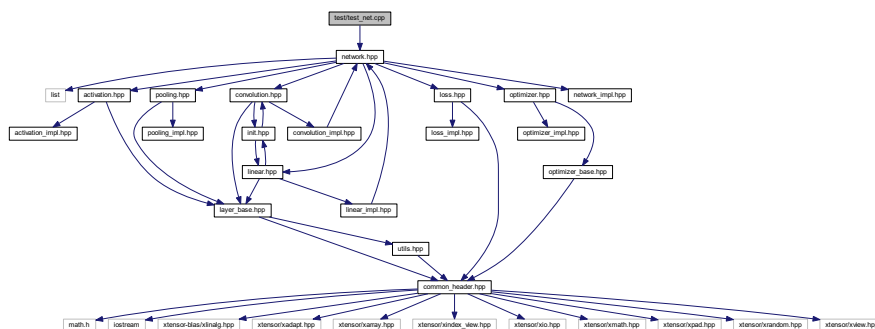 test/test_net.cpp
network.hpp
list
activation.hpp
pooling.hpp
convolution.hpp
loss.hpp
optimizer.hpp
network_impl.hpp
activation_impl.hpp
pooling_impl.hpp
init.hpp
convolution_impl.hpp
loss_impl.hpp
optimizer_impl.hpp
linear.hpp
optimizer_base.hpp
layer_base.hpp
linear_impl.hpp
utils.hpp
common_header.hpp
math.h
iostream
xtensor-blas/xlinalg.hpp
xtensor/xadapt.hpp
xtensor/xarray.hpp
xtensor/xindex_view.hpp
xtensor/xio.hpp
xtensor/xmath.hpp
xtensor/xpad.hpp
xtensor/xrandom.hpp
xtensor/xview.hpp